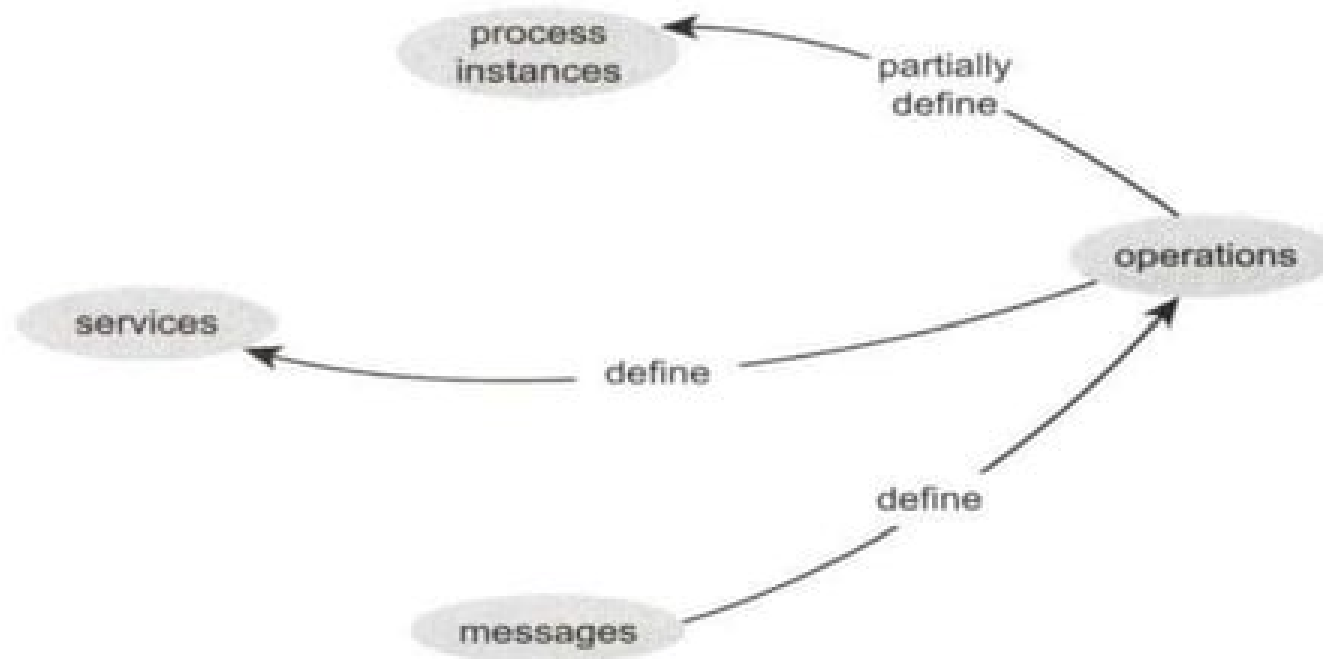 process
instances
partially
define
operations
services
define
define
messages